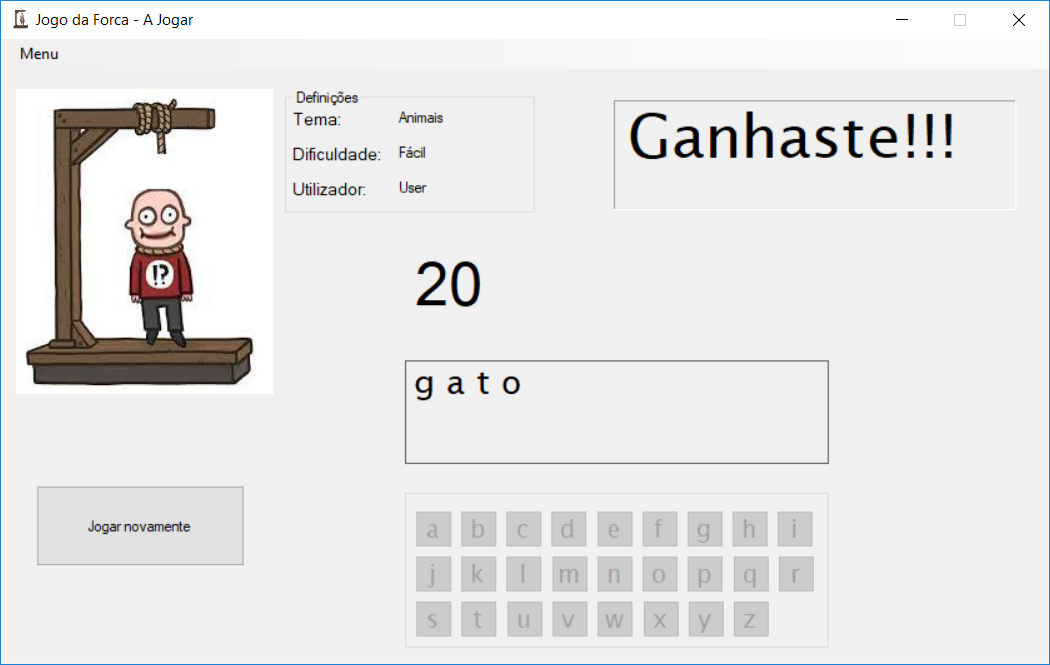 Jogo da Forca - A Jogar
Menu
Definições
Tema: Animais
Dificuldade: Fácil
Utilizador: User
Ganhaste!!!
!?
20
g a t o
Jogar novamente
a b c d e f g h i
j k l m n o p q r
s t u v w x y z